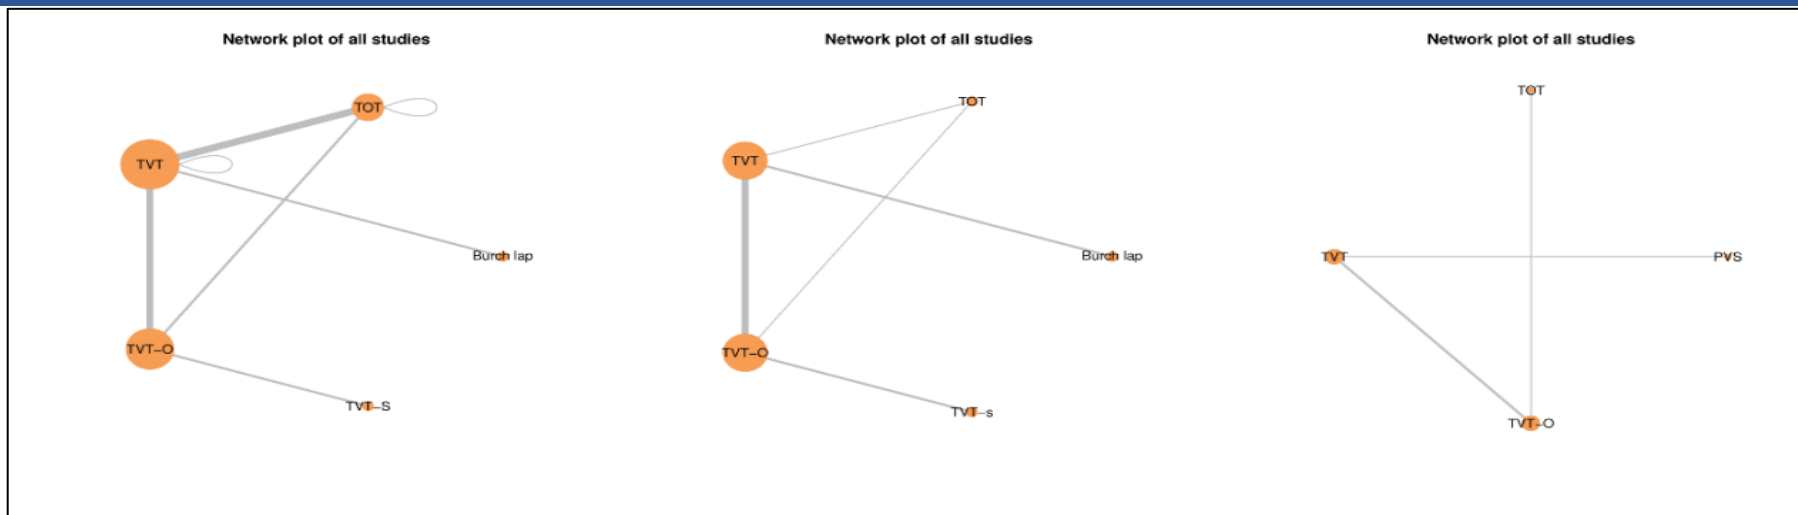 Network plot of all studies
TOT
TVT
Burch lap
TVT-O
TVT-S
Network plot of all studies
TOT
TVT
Burch lap
TVT-O
TVT-s
Network plot of all studies
TOT
TVT
PVS
TVT-O